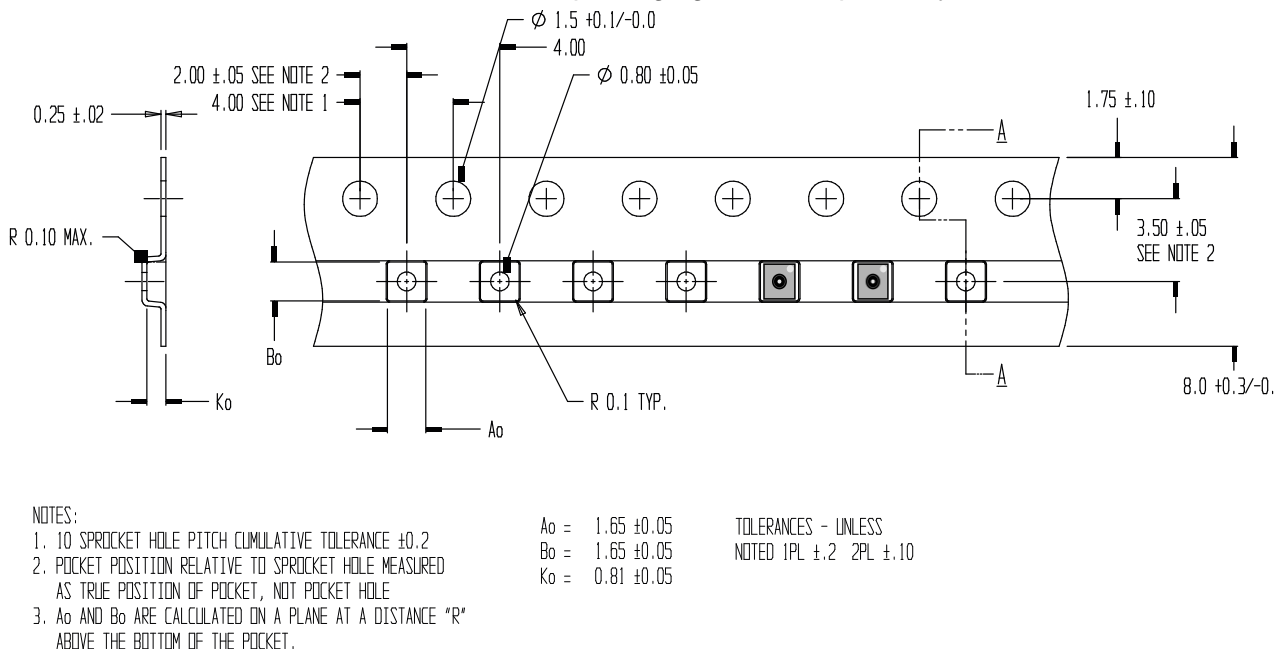 Ø 1.5 +0.1/-0.0
4.00
2.00 ±.05 SEE NOTE 2
Ø 0.80 ±0.05
4.00 SEE NOTE 1
0.25 ±.02
1.75 ±.10
A
R 0.10 MAX.
3.50 ±.05
SEE NOTE 2
Bo
A
8.0 +0.3/-0.
Ko
R 0.1 TYP.
Ao
NOTES:
1. 10 SPROCKET HOLE PITCH CUMULATIVE TOLERANCE ±0.2
2. POCKET POSITION RELATIVE TO SPROCKET HOLE MEASURED
AS TRUE POSITION OF POCKET, NOT POCKET HOLE
3. Ao AND Bo ARE CALCULATED ON A PLANE AT A DISTANCE "R"
ABOVE THE BOTTOM OF THE POCKET.
Ao = 1.65 ±0.05
Bo = 1.65 ±0.05
Ko = 0.81 ±0.05
TOLERANCES - UNLESS
NOTED 1PL ±.2 2PL ±.10